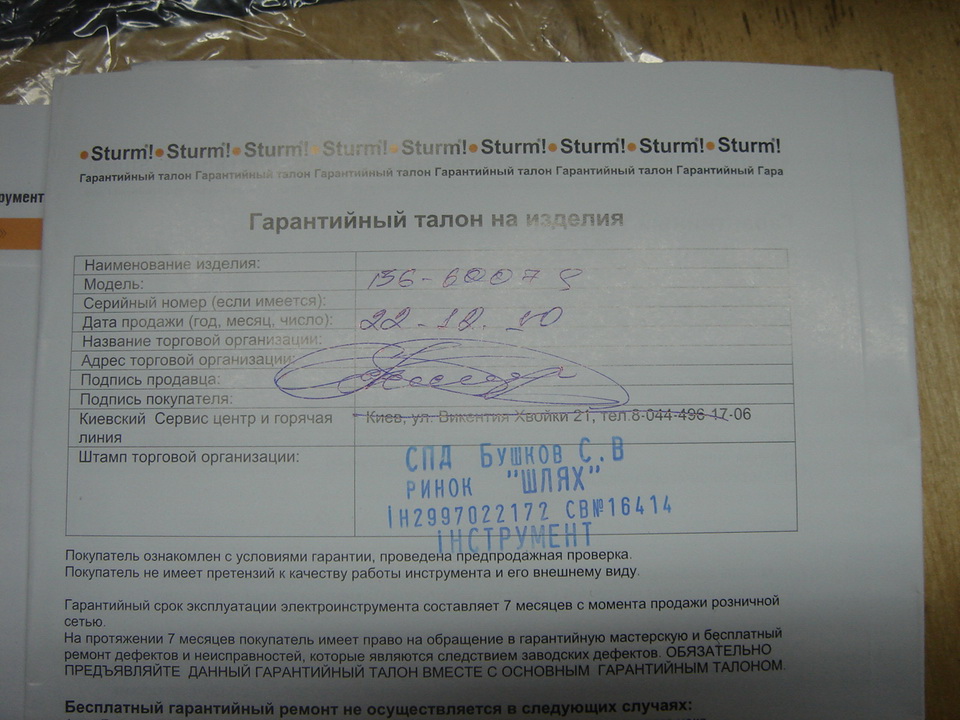 Sturm!•Sturm!•Sturm!•Sturm!•Sturm!•Sturm!•Sturm!•Sturm!•Sturm!
Гарантийный талон Гарантийный талон Гарантийный талон Гарантийный талон Гарантийный талон Гарантийный Гара
румент
Гарантийный талон на изделия
Наименование изделия:
Модель:
Серийный номер (если имеется):
Дата продажи (год, месяц, число): 22-12.10
Название торговой организации:
Адрес торговой организации:
Подпись продавца:
Подпись покупателя:
Киевский Сервис центр и горячая линия Киев, ул. Викентия Хвойки 21, тел.8-044-496-17-06
Штамп торговой организации:
СПД БУШКОВ С.В
РИНОК "ШЛЯХ"
ІН2997022172 СВ№16414
ІНСТРУМЕНТ
Покупатель ознакомлен с условиями гарантии, проведена предпродажная проверка.
Покупатель не имеет претензий к качеству работы инструмента и его внешнему виду.
Гарантийный срок эксплуатации электроинструмента составляет 7 месяцев с момента продажи розничной
сетью.
На протяжении 7 месяцев покупатель имеет право на обращение в гарантийную мастерскую и бесплатный
ремонт дефектов и неисправностей, которые являются следствием заводских дефектов. ОБЯЗАТЕЛЬНО
ПРЕДЪЯВЛЯЙТЕ ДАННЫЙ ГАРАНТИЙНЫЙ ТАЛОН ВМЕСТЕ С ОСНОВНЫМ ГАРАНТИЙНЫМ ТАЛОНОМ.
Бесплатный гарантийный ремонт не осуществляется в следующих случаях: